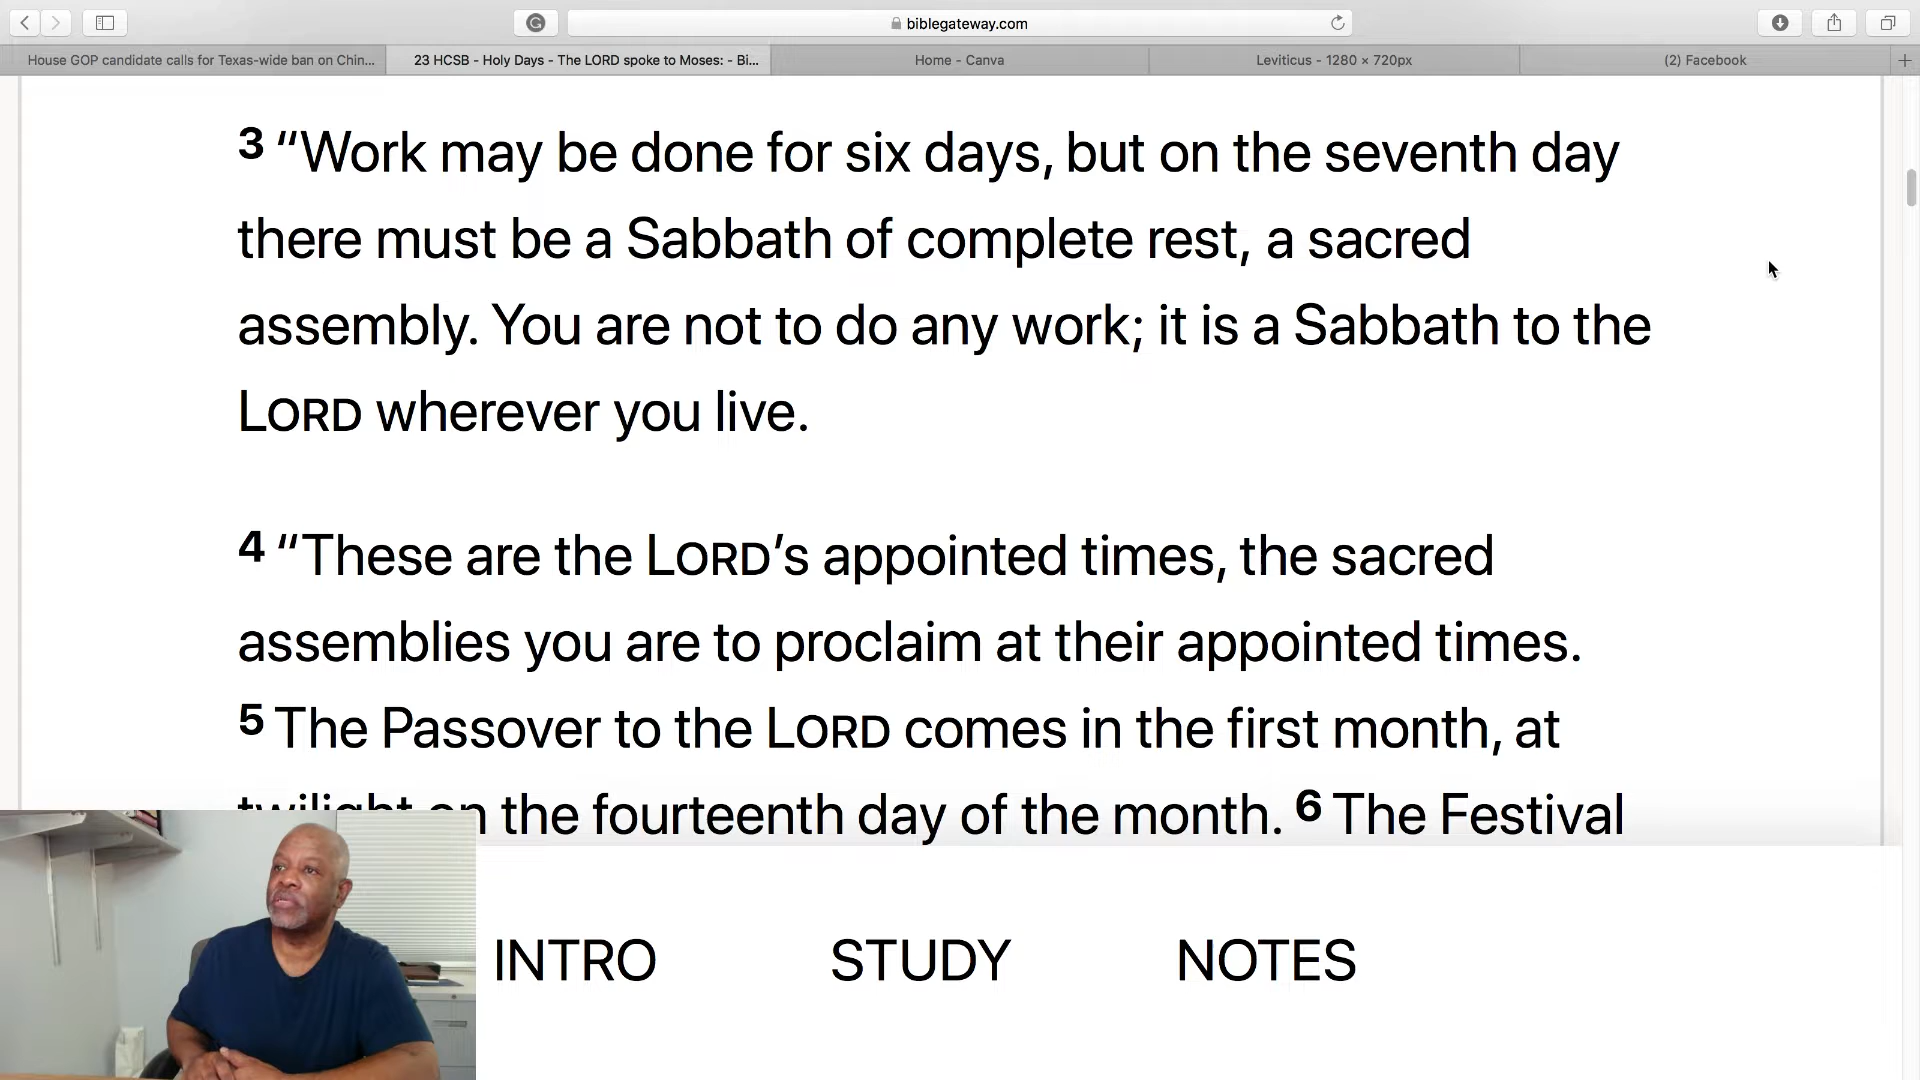 biblegateway.com
House GOP candidate calls for Texas-wide ban on Chin...
23 HCSB - Holy Days - The LORD spoke to Moses: - Bi...
Home - Canva
Leviticus - 1280 × 720px
(2) Facebook
3 “Work may be done for six days, but on the seventh day
there must be a Sabbath of complete rest, a sacred
assembly. You are not to do any work; it is a Sabbath to the
LORD wherever you live.
4 “These are the LORD’s appointed times, the sacred
assemblies you are to proclaim at their appointed times.
5 The Passover to the LORD comes in the first month, at
twilight on the fourteenth day of the month. 6 The Festival
INTRO
STUDY
NOTES